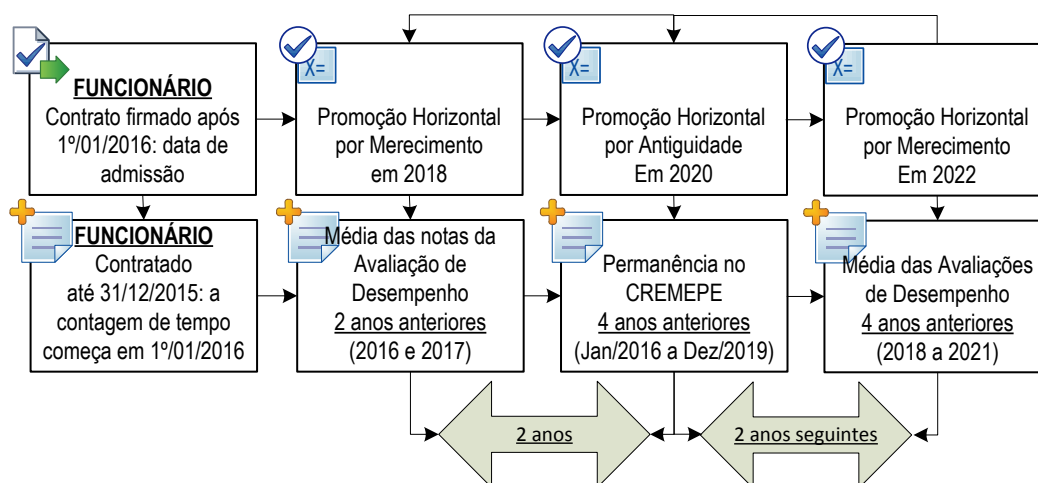 FUNCIONÁRIO
Contrato firmado após
1º/01/2016: data de
admissão
X=
Promoção Horizontal
por Merecimento
em 2018
X=
Promoção Horizontal
por Antiguidade
Em 2020
X=
Promoção Horizontal
por Merecimento
Em 2022
FUNCIONÁRIO
Contratado
até 31/12/2015: a
contagem de tempo
começa em 1º/01/2016
Média das notas da
Avaliação de
Desempenho
2 anos anteriores
(2016 e 2017)
Permanência no
CREMEPE
4 anos anteriores
(Jan/2016 a Dez/2019)
Média das Avaliações
de Desempenho
4 anos anteriores
(2018 a 2021)
2 anos
2 anos seguintes